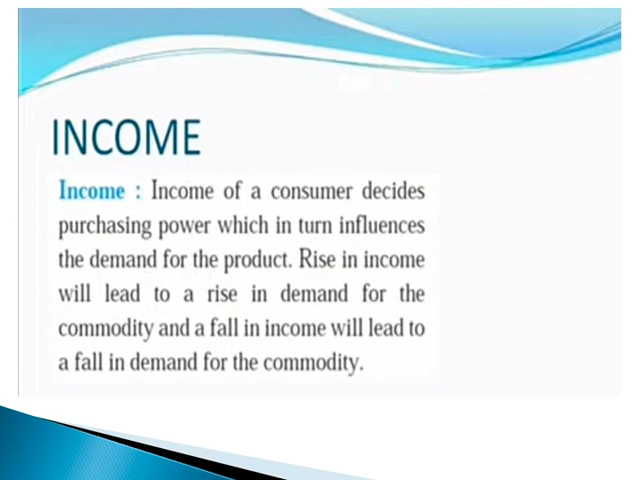 INCOME
Income : Income of a consumer decides
purchasing power which in turn influences
the demand for the product. Rise in income
will lead to a rise in demand for the
commodity and a fall in income will lead to
a fall in demand for the commodity.